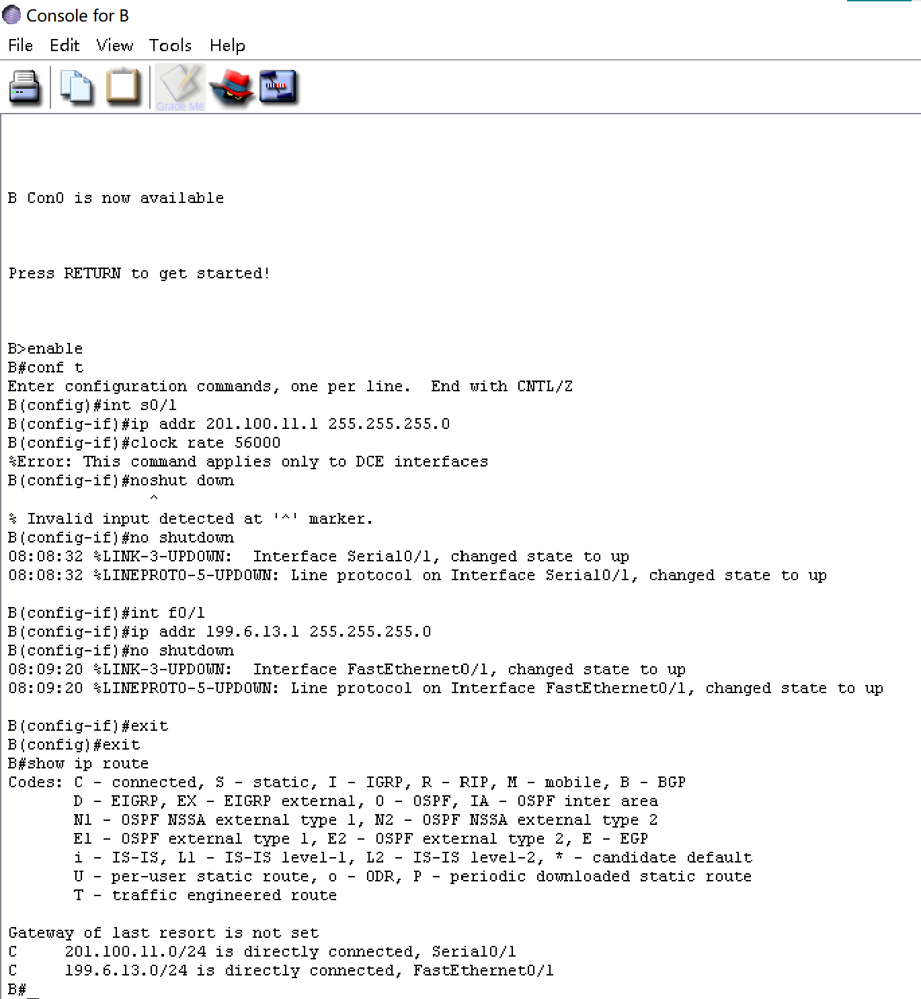 Console for B
File Edit View Tools Help
Grade Me
B Con0 is now available
Press RETURN to get started!
B>enable
B#conf t
Enter configuration commands, one per line.  End with CNTL/Z
B(config)#int s0/1
B(config-if)#ip addr 201.100.11.1 255.255.255.0
B(config-if)#clock rate 56000
%Error: This command applies only to DCE interfaces
B(config-if)#noshut down
^
% Invalid input detected at '^' marker.
B(config-if)#no shutdown
08:08:32 %LINK-3-UPDOWN:  Interface Serial0/1, changed state to up
08:08:32 %LINEPROTO-5-UPDOWN: Line protocol on Interface Serial0/1, changed state to up
B(config-if)#int f0/1
B(config-if)#ip addr 199.6.13.1 255.255.255.0
B(config-if)#no shutdown
08:09:20 %LINK-3-UPDOWN:  Interface FastEthernet0/1, changed state to up
08:09:20 %LINEPROTO-5-UPDOWN: Line protocol on Interface FastEthernet0/1, changed state to up
B(config-if)#exit
B(config)#exit
B#show ip route
Codes: C - connected, S - static, I - IGRP, R - RIP, M - mobile, B - BGP
D - EIGRP, EX - EIGRP external, O - OSPF, IA - OSPF inter area
N1 - OSPF NSSA external type 1, N2 - OSPF NSSA external type 2
E1 - OSPF external type 1, E2 - OSPF external type 2, E - EGP
i - IS-IS, L1 - IS-IS level-1, L2 - IS-IS level-2, * - candidate default
U - per-user static route, o - ODR, P - periodic downloaded static route
T - traffic engineered route
Gateway of last resort is not set
C     201.100.11.0/24 is directly connected, Serial0/1
C     199.6.13.0/24 is directly connected, FastEthernet0/1
B#